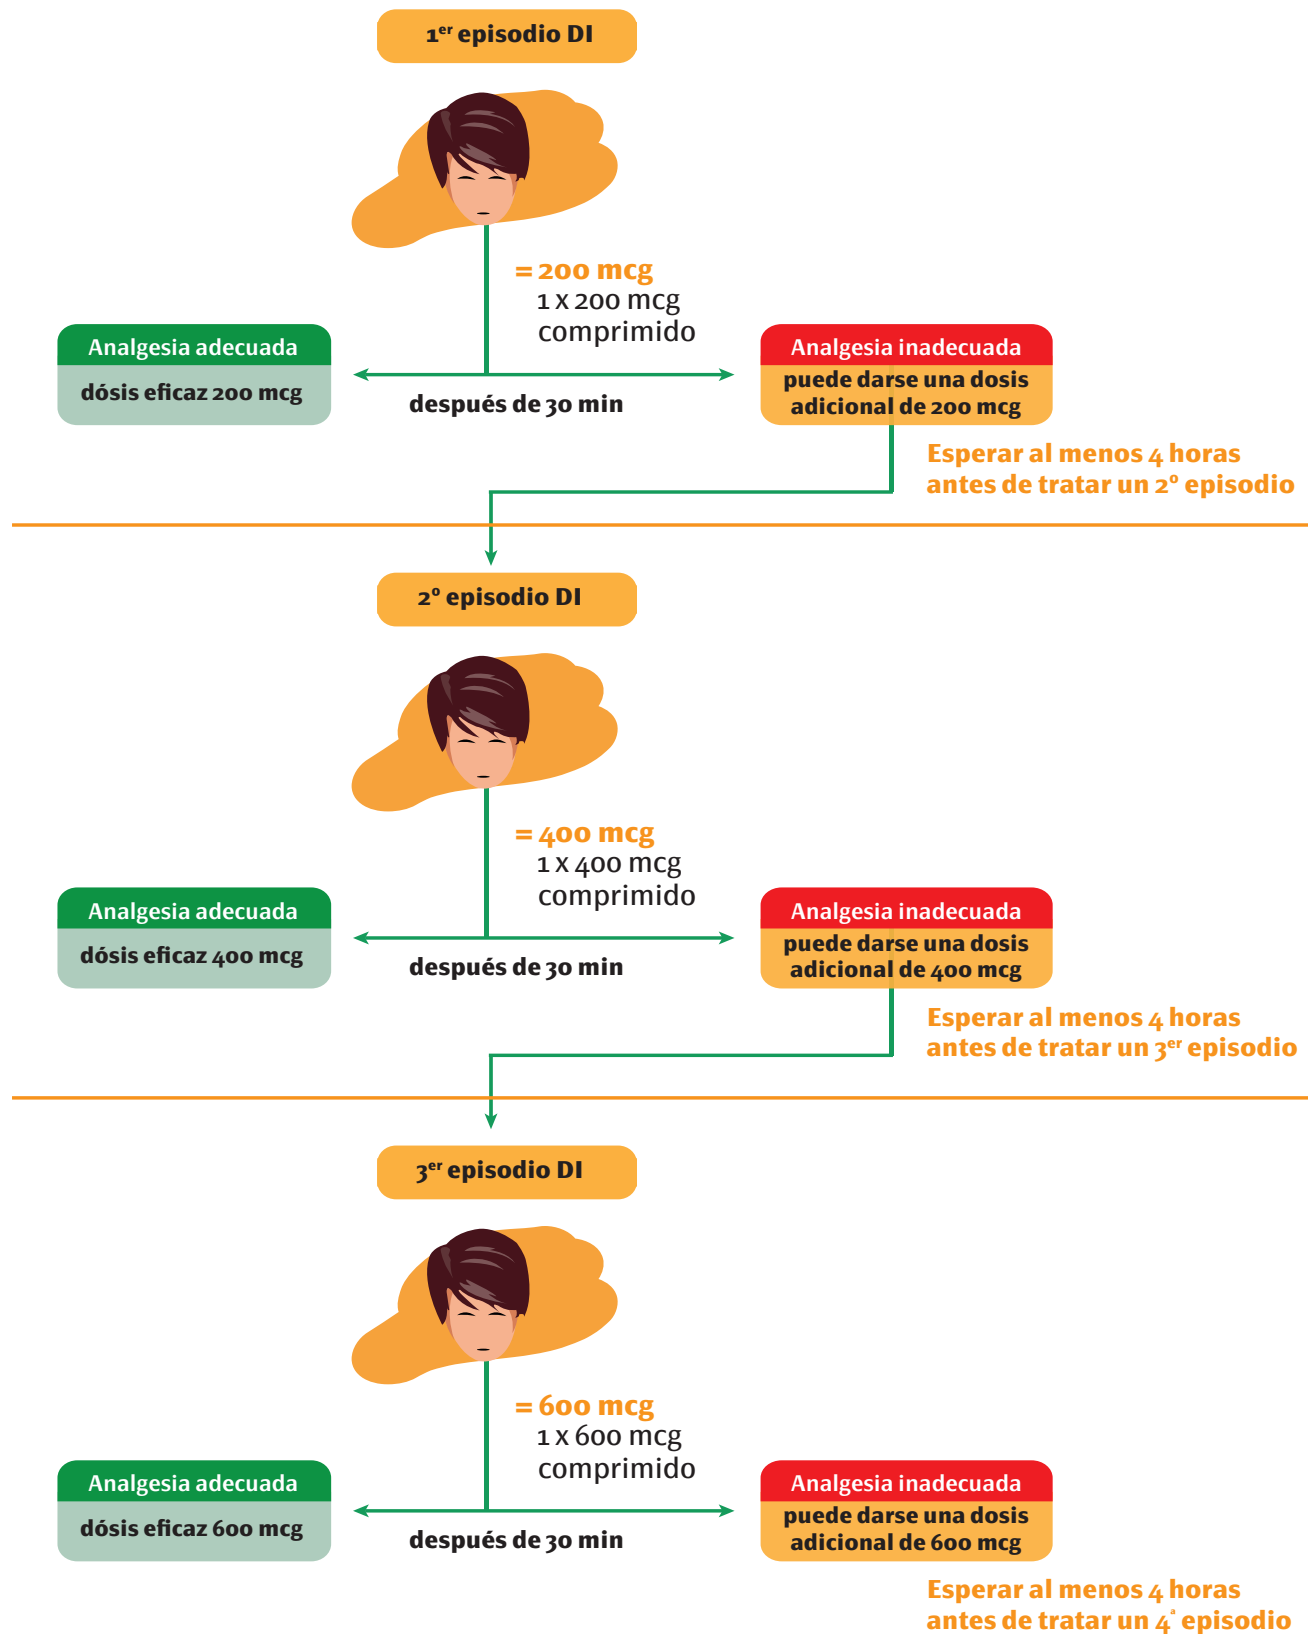 1er episodio DI
= 200 mcg
1 x 200 mcg
comprimido
Analgesia adecuada
dósis eficaz 200 mcg
después de 30 min
Analgesia inadecuada
puede darse una dosis
adicional de 200 mcg
Esperar al menos 4 horas
antes de tratar un 2º episodio
2º episodio DI
= 400 mcg
1 x 400 mcg
comprimido
Analgesia adecuada
dósis eficaz 400 mcg
después de 30 min
Analgesia inadecuada
puede darse una dosis
adicional de 400 mcg
Esperar al menos 4 horas
antes de tratar un 3er episodio
3er episodio DI
= 600 mcg
1 x 600 mcg
comprimido
Analgesia adecuada
dósis eficaz 600 mcg
después de 30 min
Analgesia inadecuada
puede darse una dosis
adicional de 600 mcg
Esperar al menos 4 horas
antes de tratar un 4ª episodio